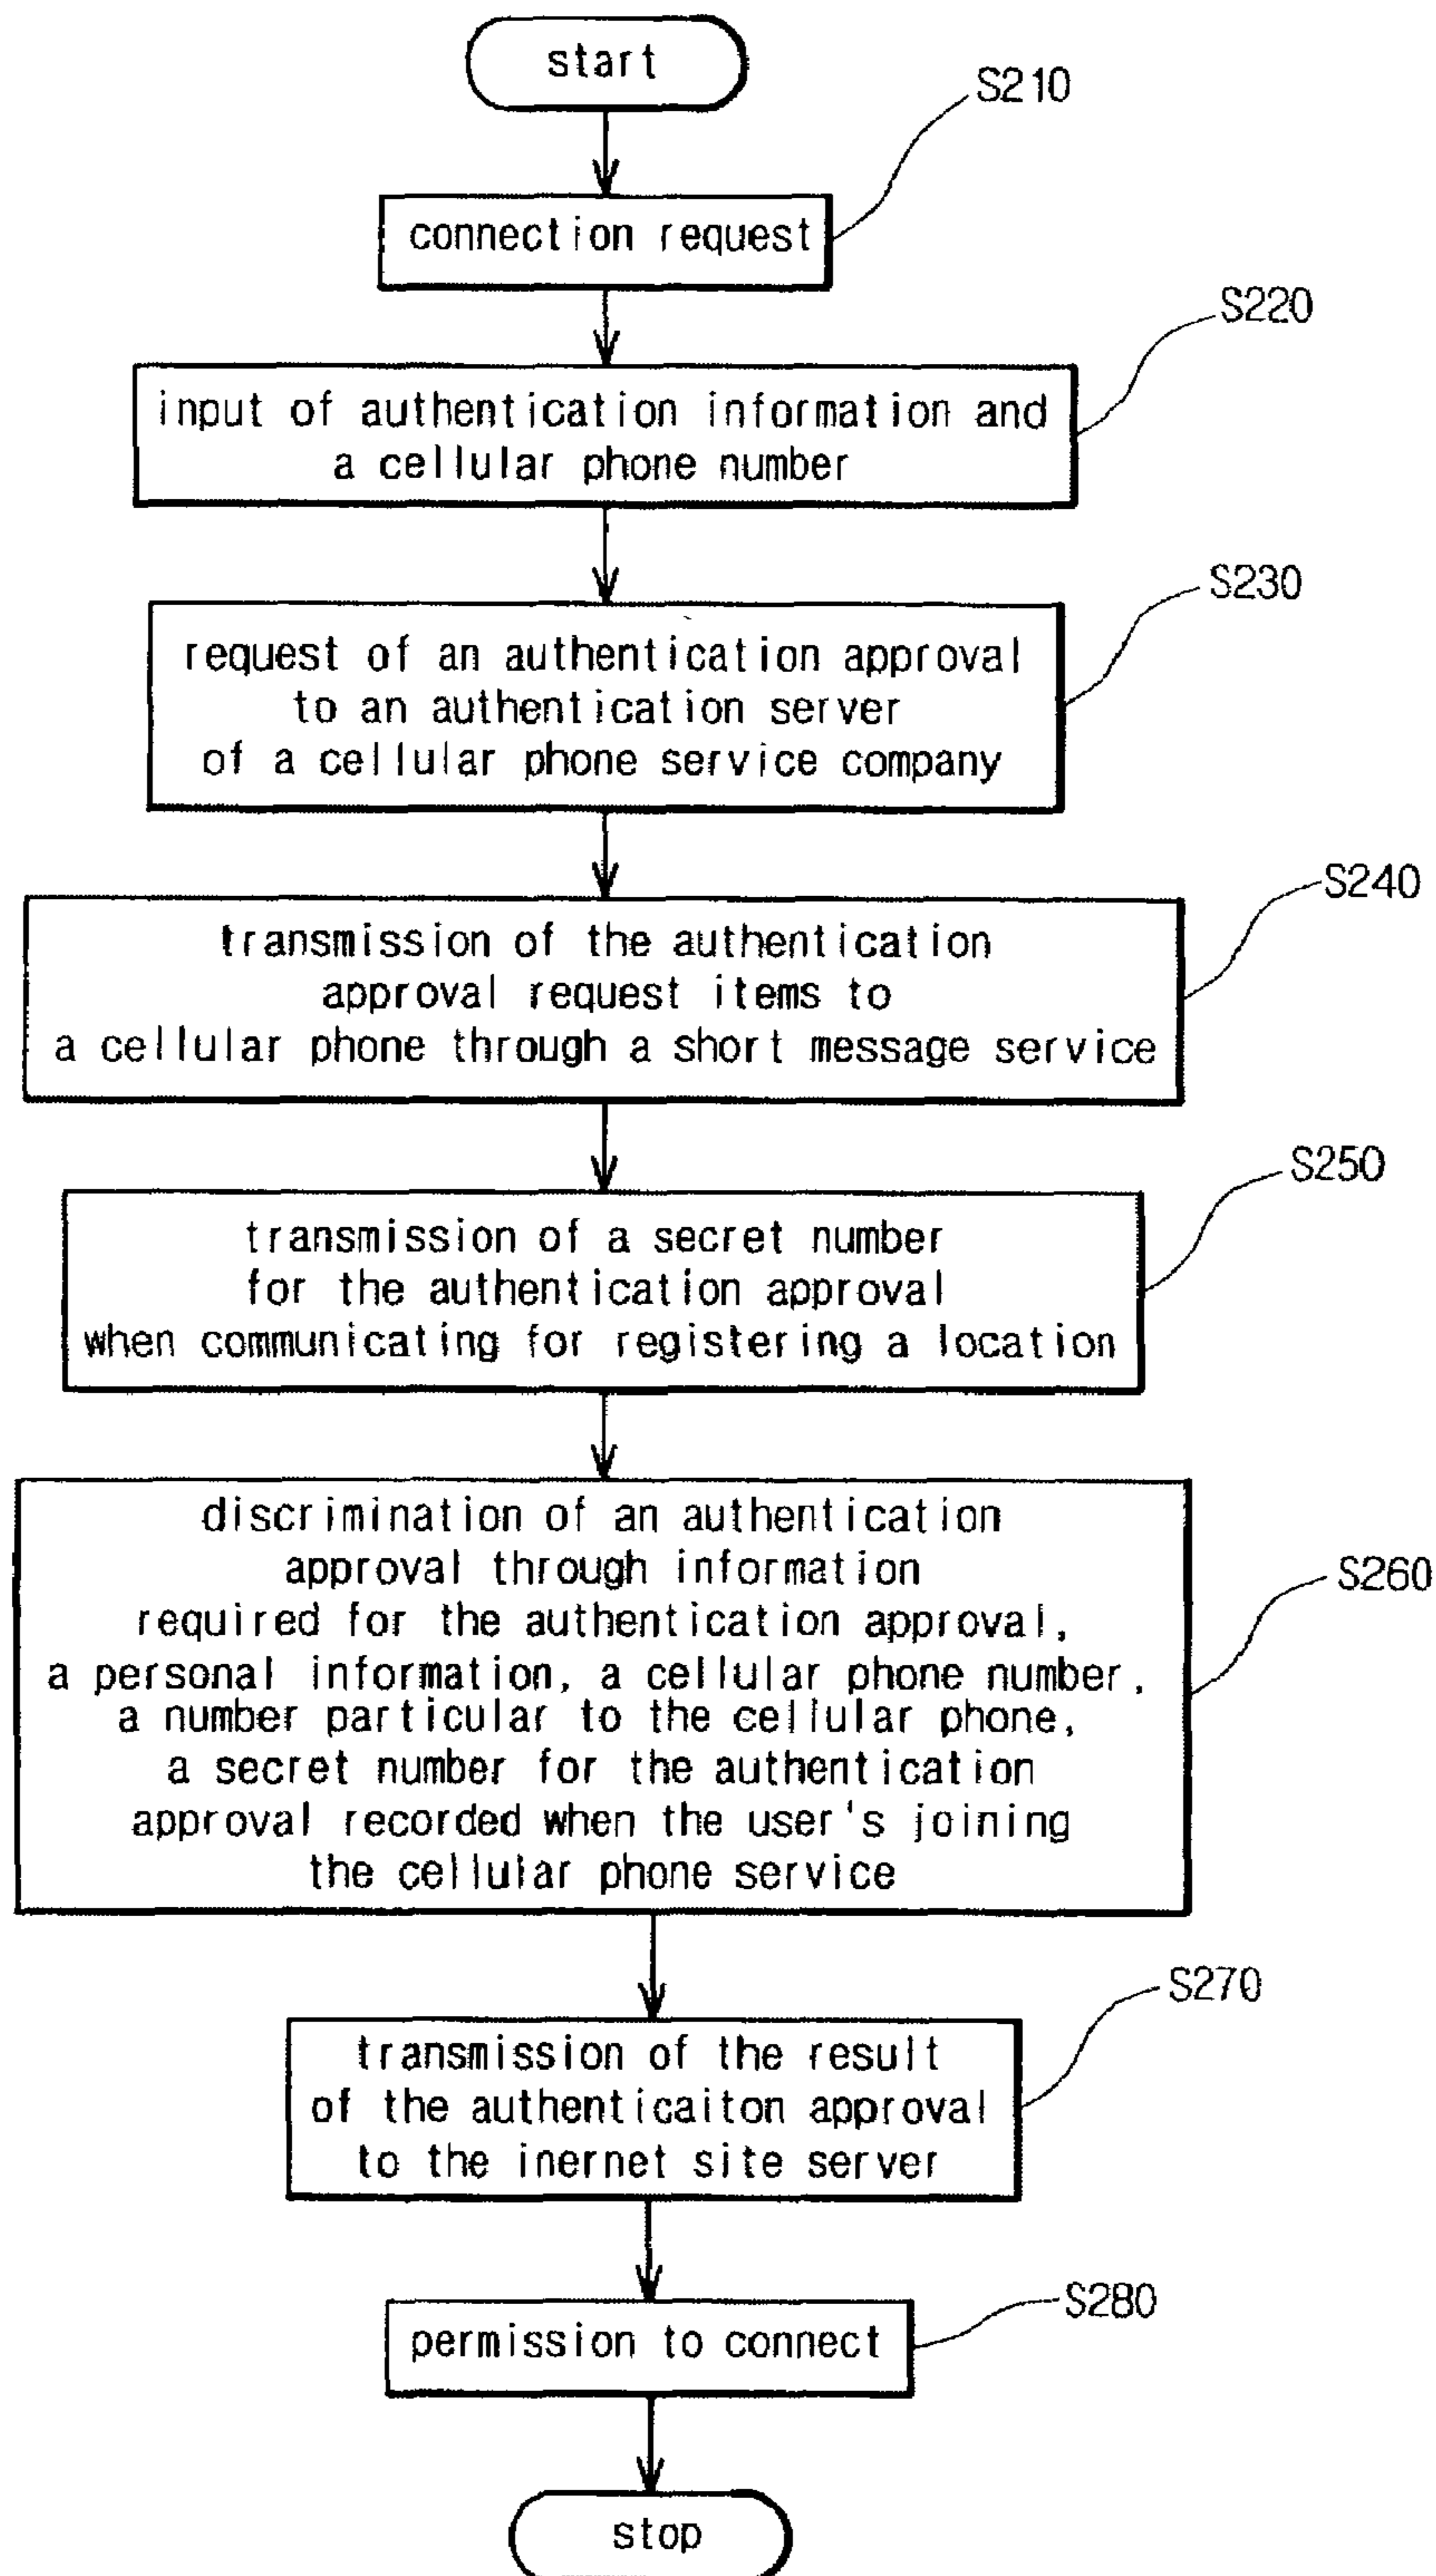 start
S210
connection request
S220
input of authentication information and
a cellular phone number
S230
request of an authentication approval
to an authentication server
of a cellular phone service company
S240
transmission of the authentication
approval request items to
a cellular phone through a short message service
S250
transmission of a secret number
for the authentication approval
when communicating for registering a location
S260
discrimination of an authentication
approval through information
required for the authentication approval,
a personal information, a cellular phone number,
a number particular to the cellular phone,
a secret number for the authentication
approval recorded when the user's joining
the cellular phone service
S270
transmission of the result
of the authenticaiton approval
to the inernet site server
S280
permission to connect
stop